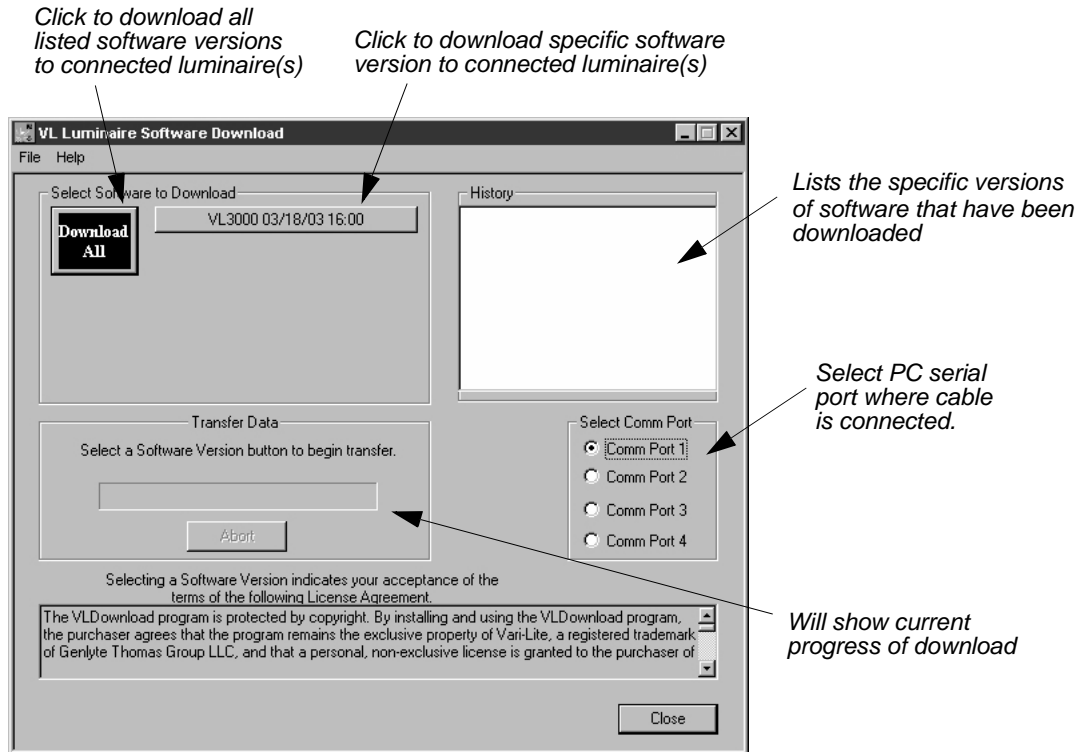 Click to download all
listed software versions
to connected luminaire(s)
Click to download specific software
version to connected luminaire(s)
VL Luminaire Software Download
File Help
Select Software to Download
Download
All
VL3000 03/18/03 16:00
History
Lists the specific versions
of software that have been
downloaded
Transfer Data
Select a Software Version button to begin transfer.
Abort
Select Comm Port
Comm Port 1
Comm Port 2
Comm Port 3
Comm Port 4
Select PC serial
port where cable
is connected.
Selecting a Software Version indicates your acceptance of the
terms of the following License Agreement.
The VLDownload program is protected by copyright. By installing and using the VLDownload program,
the purchaser agrees that the program remains the exclusive property of Vari-Lite, a registered trademark
of Genlyte Thomas Group LLC, and that a personal, non-exclusive license is granted to the purchaser of
Will show current
progress of download
Close